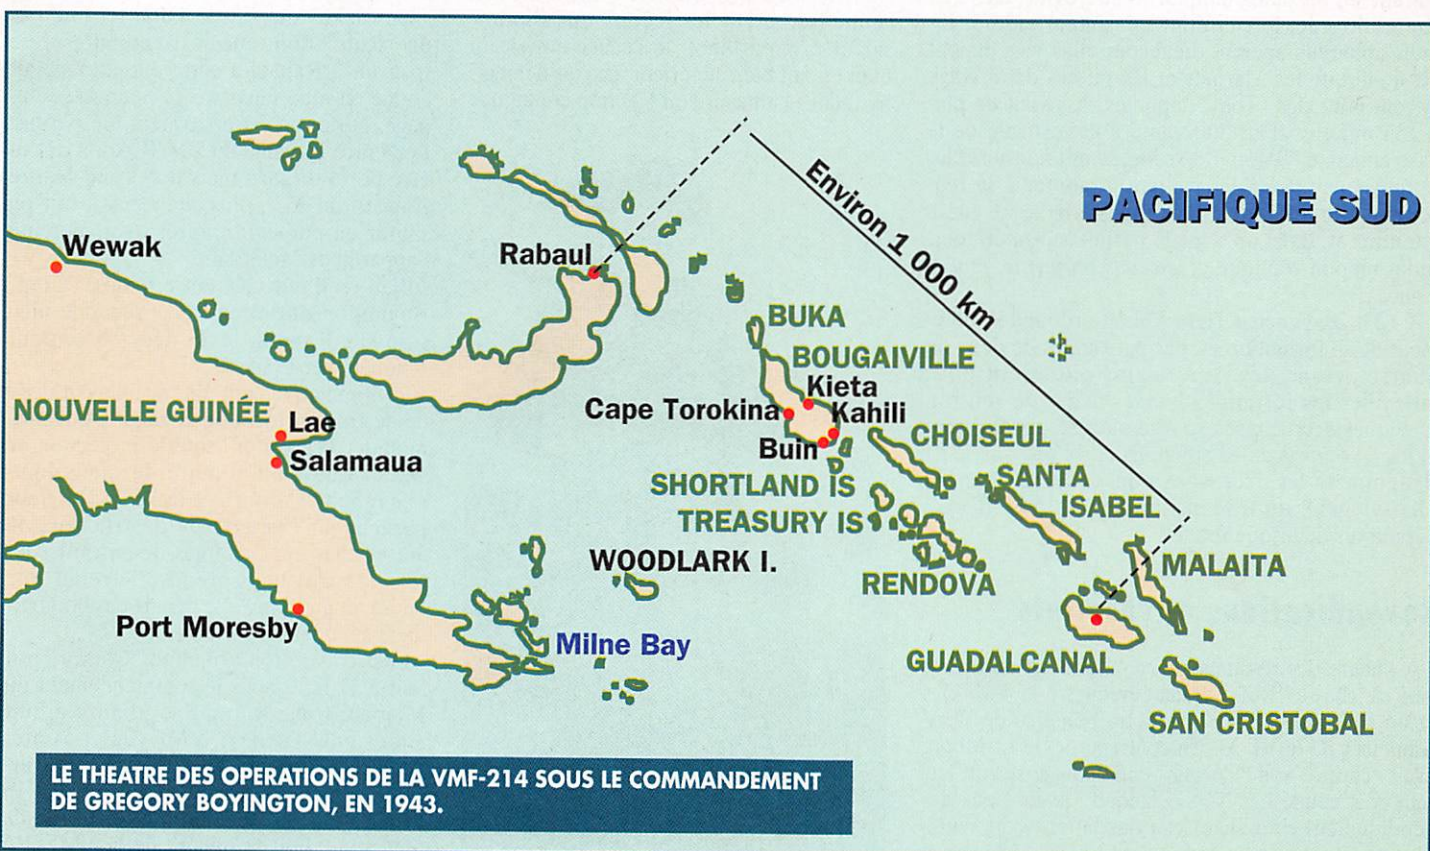 PACIFIQUE SUD
Environ 1 000 km
Wewak
Rabaul
BUKA
BOUGAIVILLE
Kieta
NOUVELLE GUINÉE
Cape Torokina
Kahili
Lae
Buin
CHOISEUL
Salamaua
SANTA
ISABEL
SHORTLAND IS
TREASURY IS
WOODLARK I.
RENDOVA
MALAITA
Port Moresby
Milne Bay
GUADALCANAL
SAN CRISTOBAL
LE THEATRE DES OPERATIONS DE LA VMF-214 SOUS LE COMMANDEMENT
DE GREGORY BOYINGTON, EN 1943.